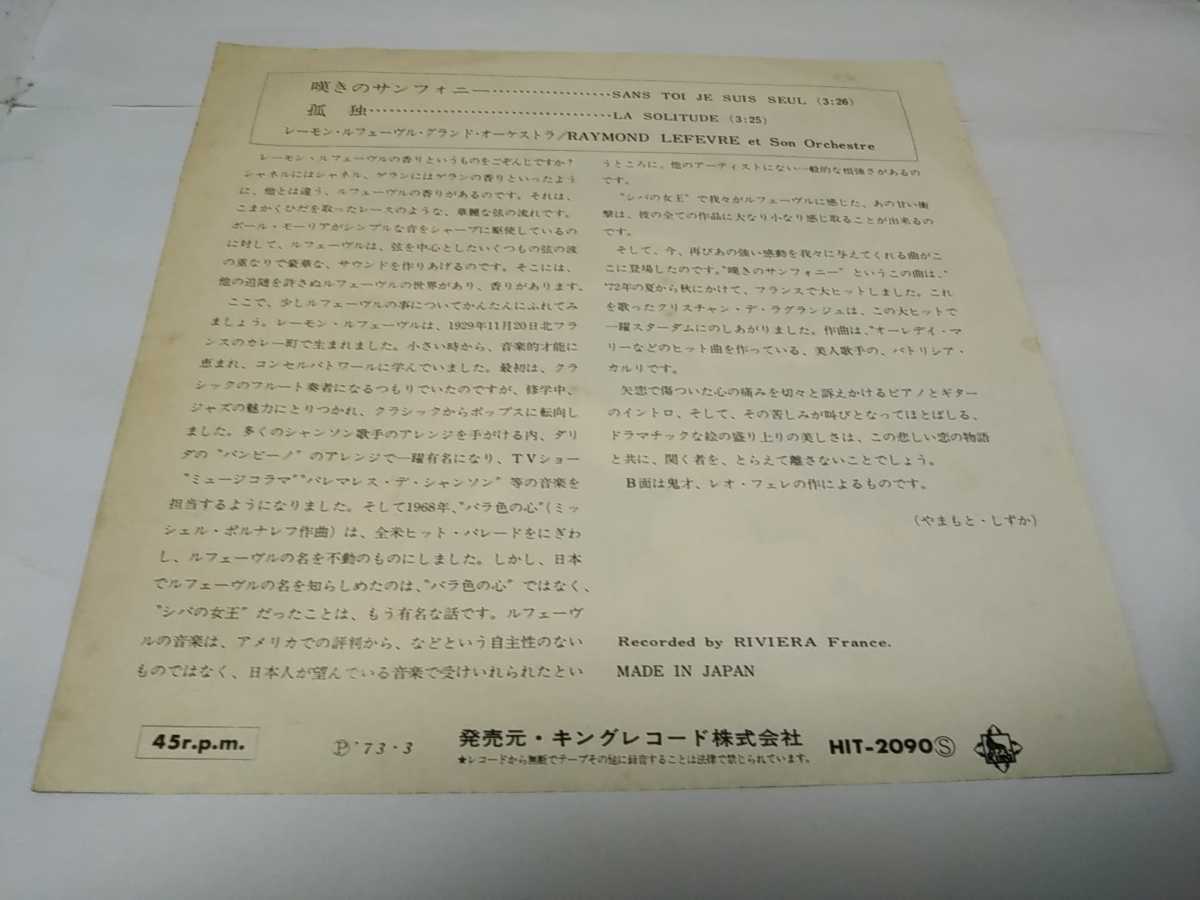 嘆きのサンフォニー………………SANS TOI JE SUIS SEUL (3:26)
孤 独………………………………LA SOLITUDE (3:25)
レーモン・ルフェーヴル・グランド・オーケストラ/RAYMOND LEFEVRE et Son Orchestre
レーモン・ルフェーヴルの香りというものをごぞんじですか?
シャネルにはシャネル、ゲランにはゲランの香りといったよう
に、他とは違う、ルフェーヴルの香りがあるのです。それは、
こまかくひだを取ったレースのような、華麗な弦の流れです。
ポール・モーリアがシンプルな音をシャープに駆使しているの
に対して、ルフェーヴルは、弦を中心としたいくつもの弦の波
の重なりで豪華な、サウンドを作りあげるのです。そこには、
他の追随を許さぬルフェーヴルの世界があり、香りがあります。
ここで、少しルフェーヴルの事についてかんたんにふれてみ
ましょう。レーモン・ルフェーヴルは、1929年11月20日北フラ
ンスのカレー町で生まれました。小さい時から、音楽的才能に
恵まれ、コンセルバトワールに学んでいました。最初は、クラ
シックのフルート奏者になるつもりでいたのですが、修学中、
ジャズの魅力にとりつかれ、クラシックからポップスに転向し
ました。多くのシャンソン歌手のアレンジを手がける内、ダリ
ダの“バンビーノ”のアレンジで一躍有名になり、TVショー
“ミュージコラマ”“パレマレス・デ・シャンソン”等の音楽を
担当するようになりました。そして1968年、“バラ色の心”(ミッ
シェル・ポルナレフ作曲)は、全米ヒット・パレードをにぎわ
し、ルフェーヴルの名を不動のものにしました。しかし、日本
でルフェーヴルの名を知らしめたのは、“バラ色の心”ではなく、
“シバの女王”だったことは、もう有名な話です。ルフェーヴ
ルの音楽は、アメリカでの評判から、などという自主性のない
ものではなく、日本人が望んでいる音楽で受けいれられたとい
うところに、他のアーティストにない一般的な根強さがあるの
です。
“シバの女王”で我々がルフェーヴルに感じた、あの甘い衝
撃は、彼の全ての作品に大なり小なり感じ取ることが出来るの
です。
そして、今、再びあの強い感動を我々に与えてくれる曲がこ
こに登場したのです。“嘆きのサンフォニー”というこの曲は、
'72年の夏から秋にかけて、フランスで大ヒットしました。これ
を歌ったクリスチャン・デ・ラグランジュは、この大ヒットで
一躍スターダムにのしあがりました。作曲は、“オーレデイ・マ
リーなどのヒット曲を作っている、美人歌手の、パトリシア・
カルリです。
失恋で傷ついた心の痛みを切々と訴えかけるピアノとギター
のイントロ、そして、その苦しみが叫びとなってほとばしる、
ドラマチックな絵の盛り上りの美しさは、この悲しい恋の物語
と共に、聞く者を、とらえて離さないことでしょう。
B面は鬼才、レオ・フェレの作によるものです。
(やまもと・しずか)
Recorded by RIVIERA France.
MADE IN JAPAN
45r.p.m.
Ⓟ'73・3
発売元・キングレコード株式会社
★レコードから無断でテープその他に録音することは法律で禁じられています。
HIT-2090Ⓢ
KING